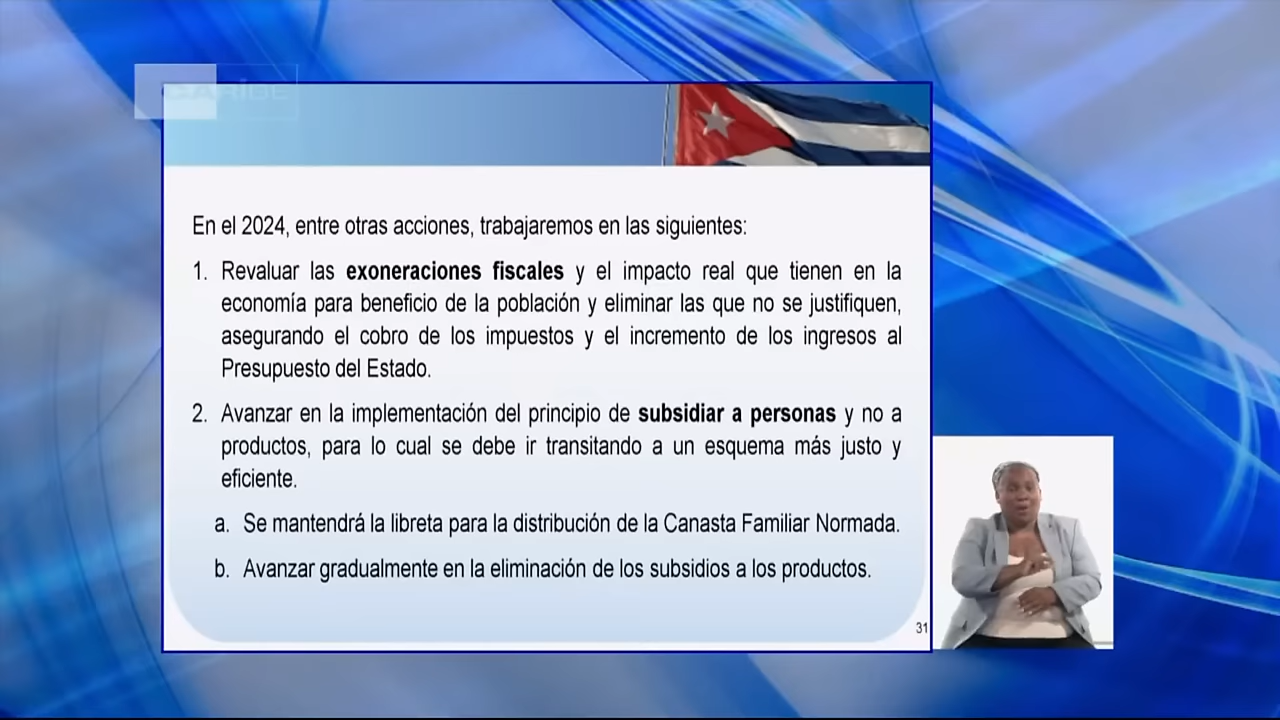 CARIBE
En el 2024, entre otras acciones, trabajaremos en las siguientes:
1. Revaluar las exoneraciones fiscales y el impacto real que tienen en la
economía para beneficio de la población y eliminar las que no se justifiquen,
asegurando el cobro de los impuestos y el incremento de los ingresos al
Presupuesto del Estado.
2. Avanzar en la implementación del principio de subsidiar a personas y no a
productos, para lo cual se debe ir transitando a un esquema más justo y
eficiente.
a. Se mantendrá la libreta para la distribución de la Canasta Familiar Normada.
b. Avanzar gradualmente en la eliminación de los subsidios a los productos.
31